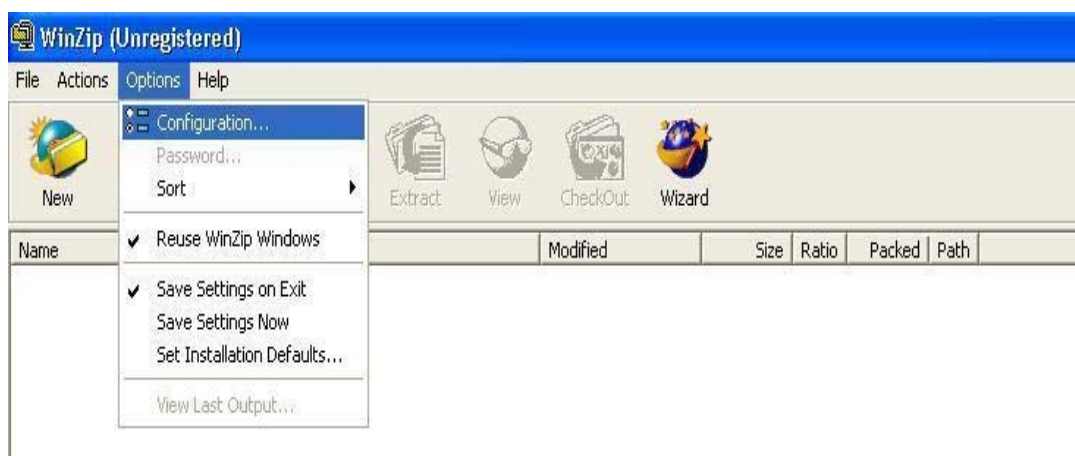 WinZip (Unregistered)
File Actions Options Help
Configuration...
Password...
Sort
Reuse WinZip Windows
Save Settings on Exit
Save Settings Now
Set Installation Defaults...
View Last Output...
New
Extract
View
CheckOut
Wizard
Name Modified Size Ratio Packed Path